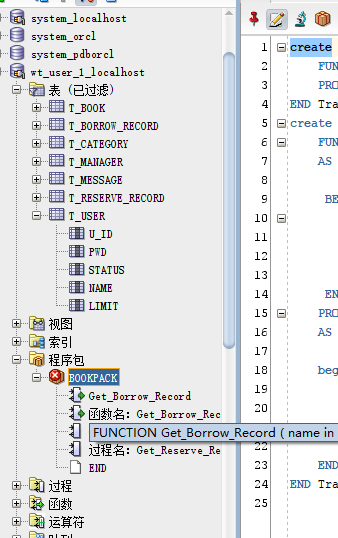 system_localhost
system_orcl
system_pdborcl
wt_user_1_localhost
表 (已过滤)
T_BOOK
T_BORROW_RECORD
T_CATEGORY
T_MANAGER
T_MESSAGE
T_RESERVE_RECORD
T_USER
U_ID
PWD
STATUS
NAME
LIMIT
视图
索引
程序包
BOOKPACK
Get_Borrow_Record
函数名: Get_Borrow_Rec
FUNCTION Get_Borrow_Record ( name in
过程名: Get_Reserve_Re
END
过程
函数
运算符
1 create
2 FUN
3 PRO
4 END Tra
5 create
6 FUN
7 AS
8
9 BE
10
11
12
13
14 EN
15 PRO
16 AS
17
18 beg
19
20
21
22
23 END
24 END Tra
25